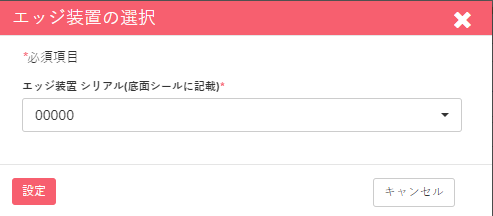 エッジ装置の選択
*必須項目
エッジ装置 シリアル(底面シールに記載)*
00000
設定
キャンセル